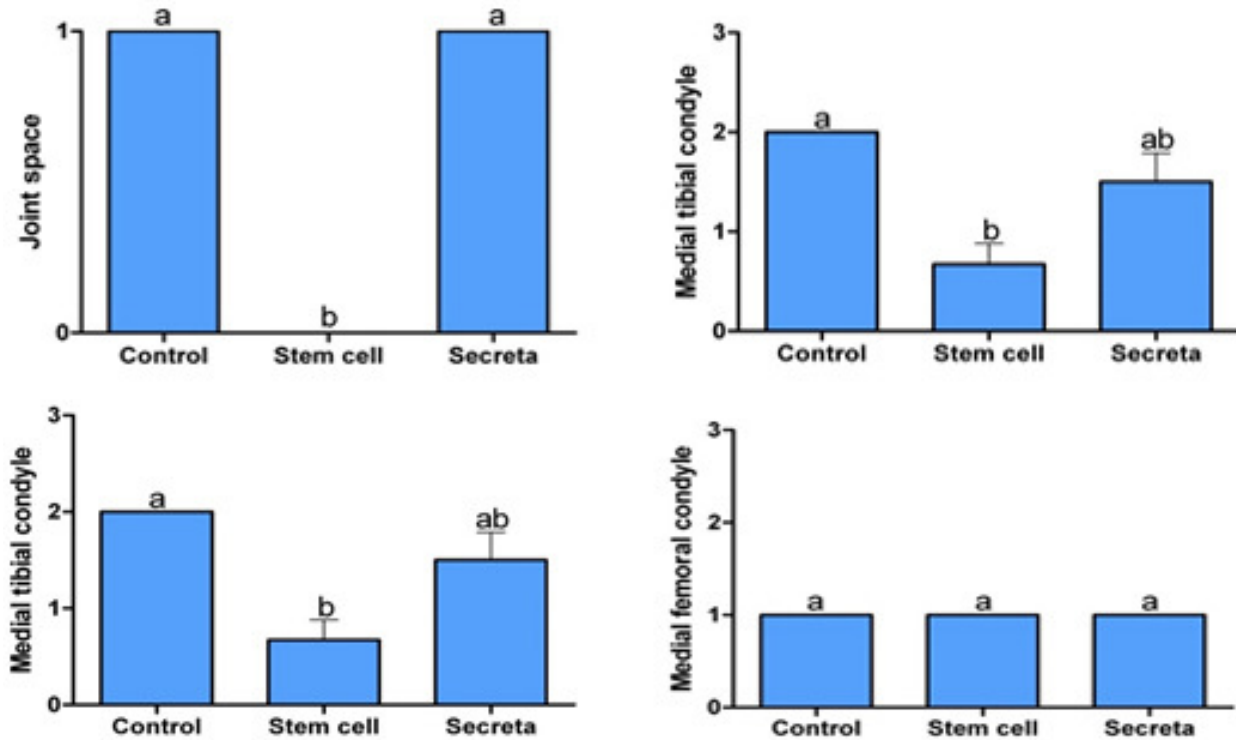 Joint space
1
0
a
b
a
Control
Stem cell
Secreta
Medial tibial condyle
3
2
1
0
a
b
ab
Control
Stem cell
Secreta
Medial tibial condyle
3
2
1
0
a
b
ab
Control
Stem cell
Secreta
Medial femoral condyle
3
2
1
0
a
a
a
Control
Stem cell
Secreta